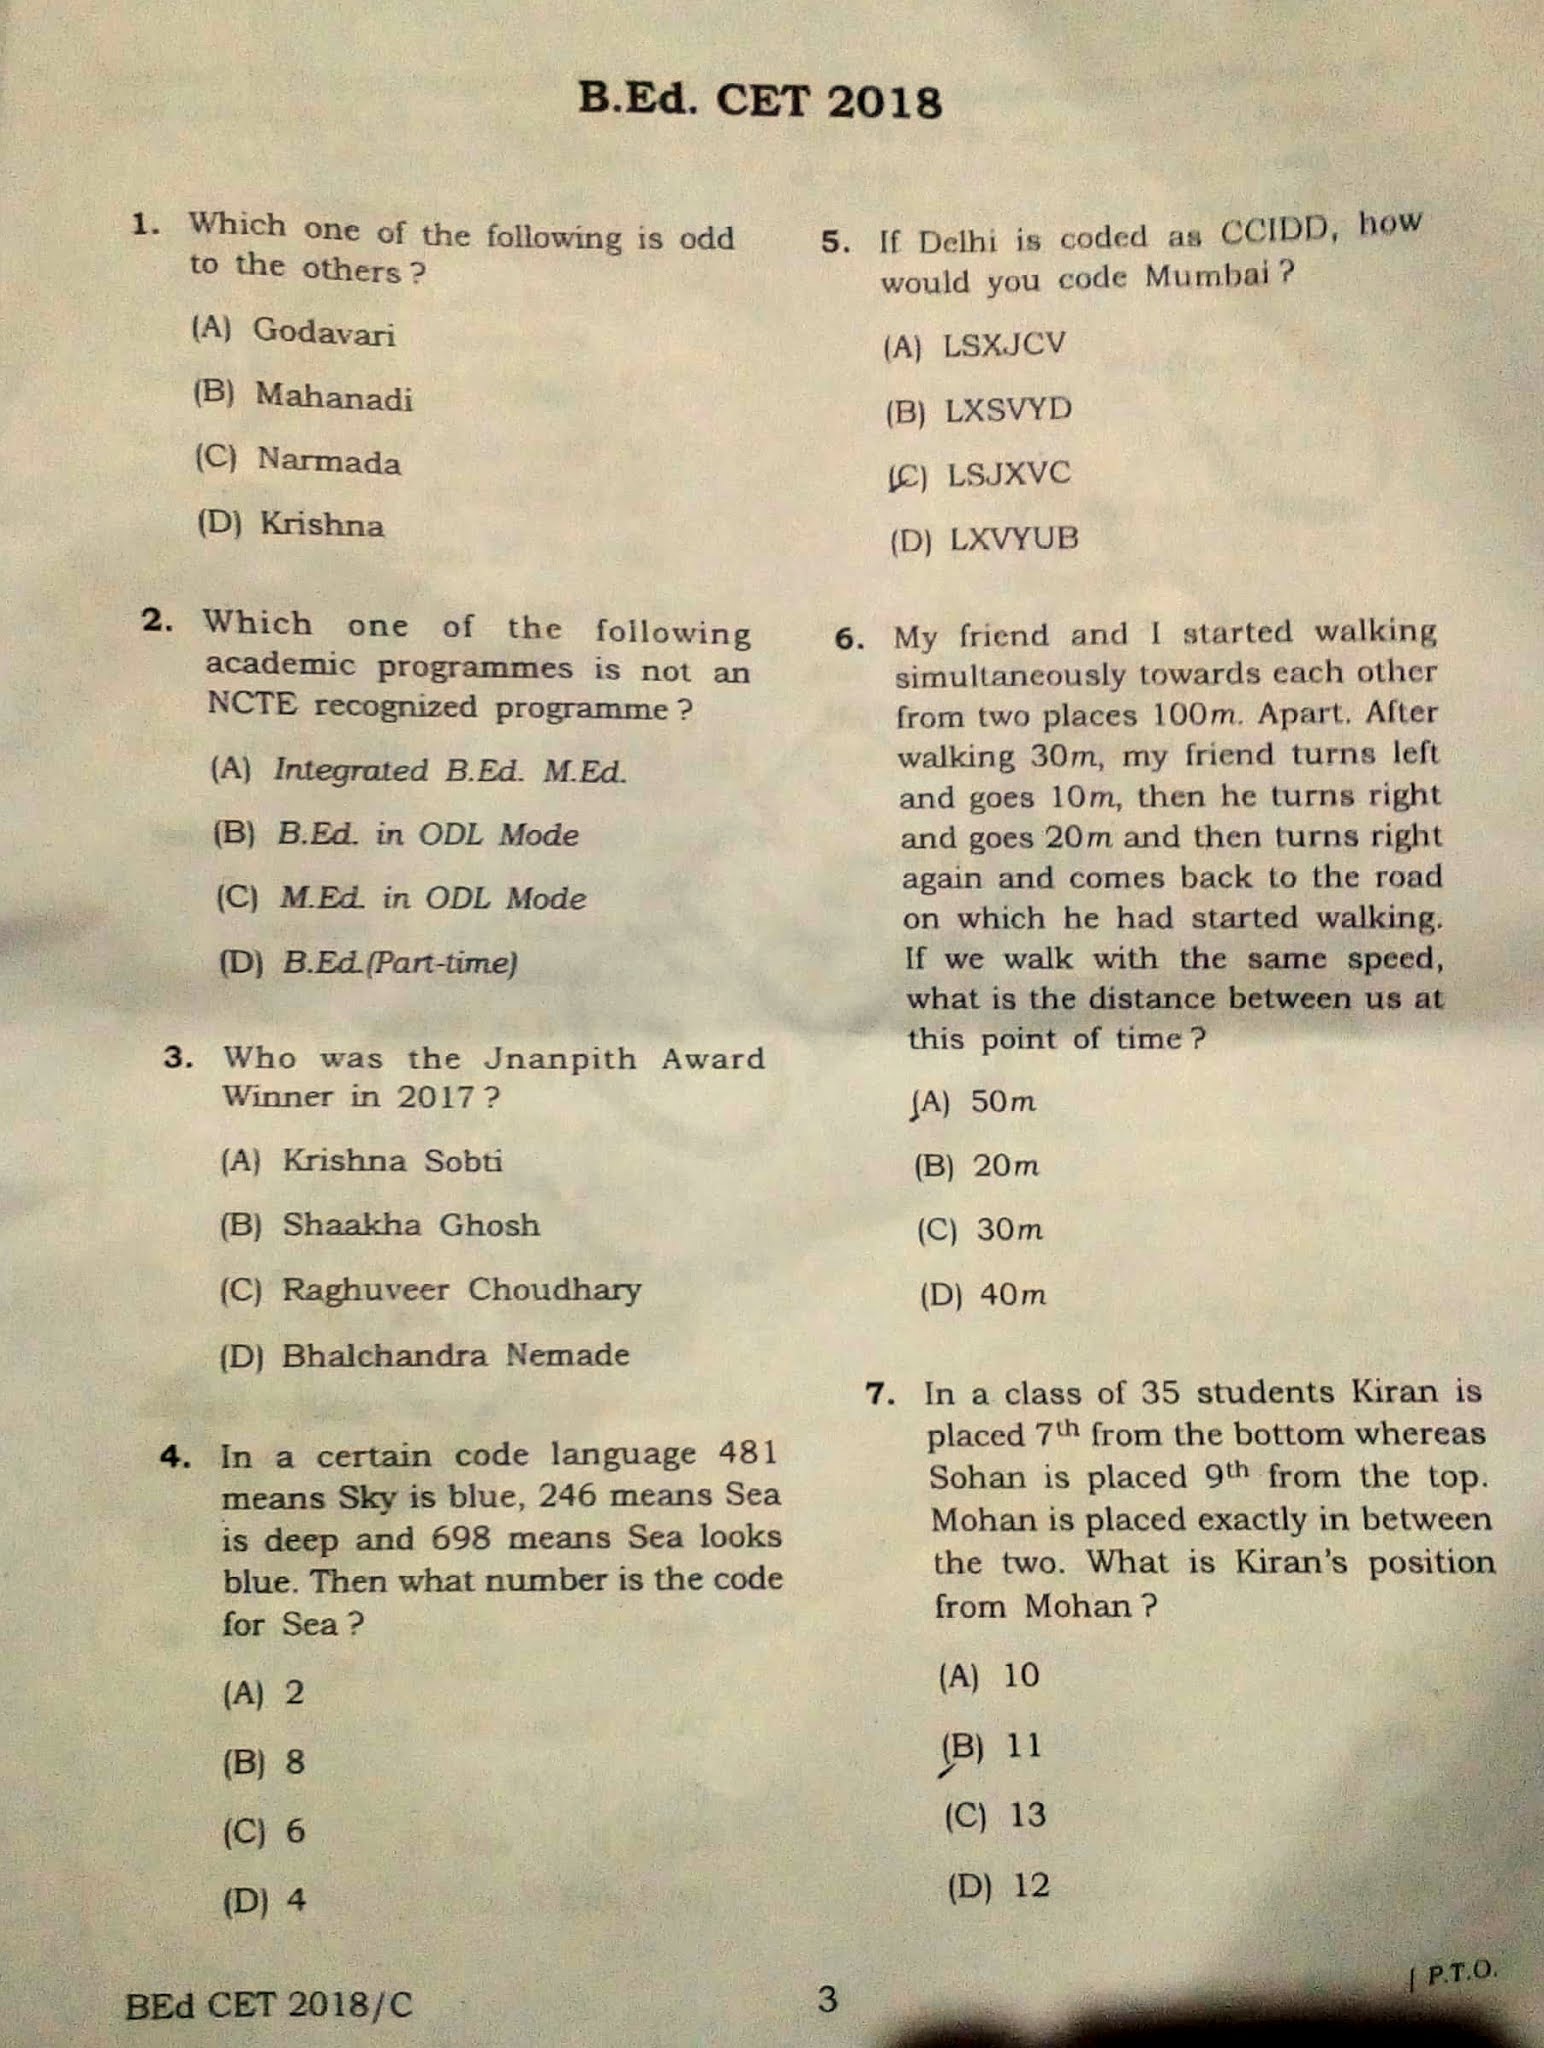 B.Ed. CET 2018
1. Which one of the following is odd
to the others ?
(A) Godavari
(B) Mahanadi
(C) Narmada
(D) Krishna
2. Which one of the following
academic programmes is not an
NCTE recognized programme ?
(A) Integrated B.Ed. M.Ed.
(B) B.Ed. in ODL Mode
(C) M.Ed. in ODL Mode
(D) B.Ed.(Part-time)
3. Who was the Jnanpith Award
Winner in 2017 ?
(A) Krishna Sobti
(B) Shaakha Ghosh
(C) Raghuveer Choudhary
(D) Bhalchandra Nemade
4. In a certain code language 481
means Sky is blue, 246 means Sea
is deep and 698 means Sea looks
blue. Then what number is the code
for Sea ?
(A) 2
(B) 8
(C) 6
(D) 4
5. If Delhi is coded as CCIDD, how
would you code Mumbai ?
(A) LSXJCV
(B) LXSVYD
(C) LSJXVC
(D) LXVYUB
6. My friend and I started walking
simultaneously towards each other
from two places 100m. Apart. After
walking 30m, my friend turns left
and goes 10m, then he turns right
and goes 20m and then turns right
again and comes back to the road
on which he had started walking.
If we walk with the same speed,
what is the distance between us at
this point of time ?
(A) 50m
(B) 20m
(C) 30m
(D) 40m
7. In a class of 35 students Kiran is
placed 7th from the bottom whereas
Sohan is placed 9th from the top.
Mohan is placed exactly in between
the two. What is Kiran's position
from Mohan ?
(A) 10
(B) 11
(C) 13
(D) 12
BEd CET 2018/C
3
[ P.T.O.